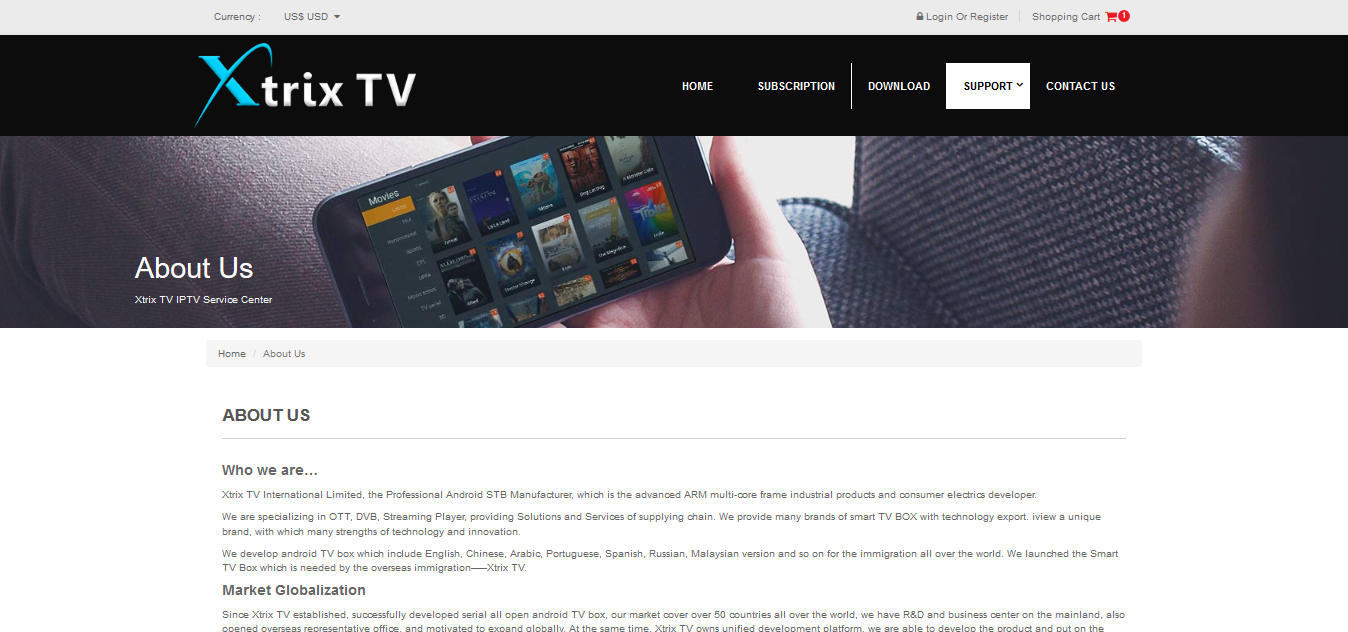 Currency : US$ USD
Login Or Register
Shopping Cart 1
Xtrix TV
HOME SUBSCRIPTION DOWNLOAD SUPPORT CONTACT US
Movies
About Us
Xtrix TV IPTV Service Center
Home / About Us
ABOUT US
Who we are…
Xtrix TV International Limited, the Professional Android STB Manufacturer, which is the advanced ARM multi-core frame industrial products and consumer electrics developer.
We are specializing in OTT, DVB, Streaming Player, providing Solutions and Services of supplying chain. We provide many brands of smart TV BOX with technology export. iview a unique
brand, with which many strengths of technology and innovation.
We develop android TV box which include English, Chinese, Arabic, Portuguese, Spanish, Russian, Malaysian version and so on for the immigration all over the world. We launched the Smart
TV Box which is needed by the overseas immigration——Xtrix TV.
Market Globalization
Since Xtrix TV established, successfully developed serial all open android TV box, our market cover over 50 countries all over the world, we have R&D and business center on the mainland, also
opened overseas representative office, and motivated to expand globally. At the same time, Xtrix TV owns unified development platform, we are able to develop the product and put on the